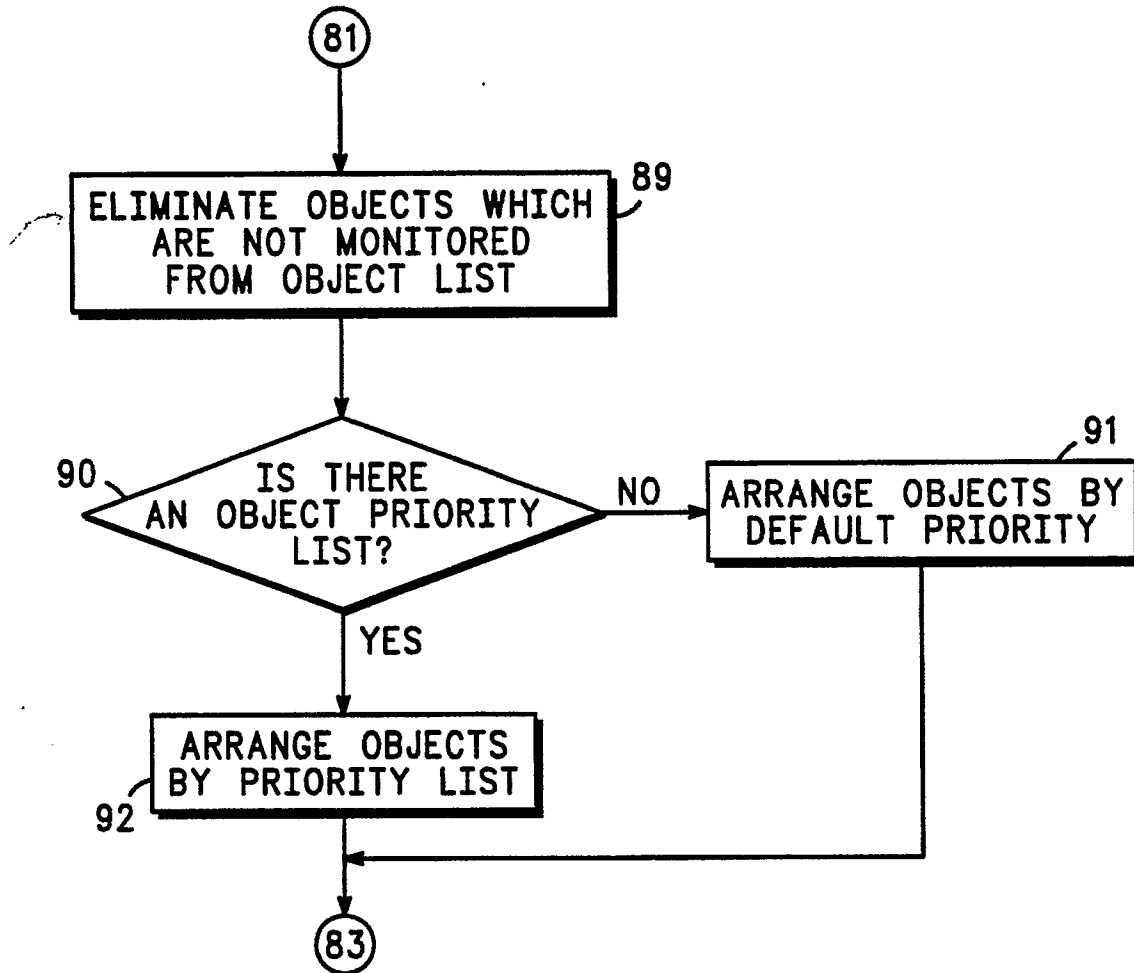 81
ELIMINATE OBJECTS WHICH
ARE NOT MONITORED
FROM OBJECT LIST
89
90
IS THERE
AN OBJECT PRIORITY
LIST?
NO
91
ARRANGE OBJECTS BY
DEFAULT PRIORITY
YES
ARRANGE OBJECTS
BY PRIORITY LIST
92
83